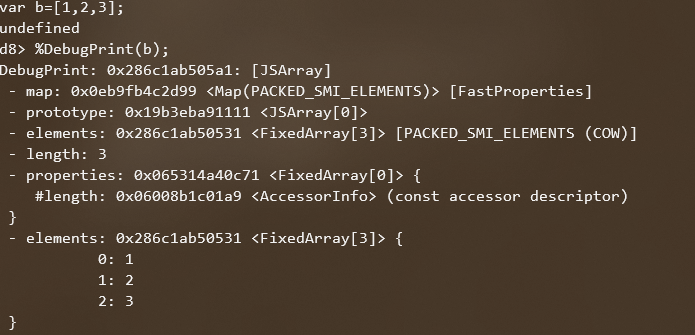 var b=[1,2,3];
undefined
d8> %DebugPrint(b);
DebugPrint: 0x286c1ab505a1: [JSArray]
 - map: 0x0eb9fb4c2d99 <Map(PACKED_SMI_ELEMENTS)> [FastProperties]
 - prototype: 0x19b3eba91111 <JSArray[0]>
 - elements: 0x286c1ab50531 <FixedArray[3]> [PACKED_SMI_ELEMENTS (COW)]
 - length: 3
 - properties: 0x065314a40c71 <FixedArray[0]> {
    #length: 0x06008b1c01a9 <AccessorInfo> (const accessor descriptor)
 }
 - elements: 0x286c1ab50531 <FixedArray[3]> {
           0: 1
           1: 2
           2: 3
 }